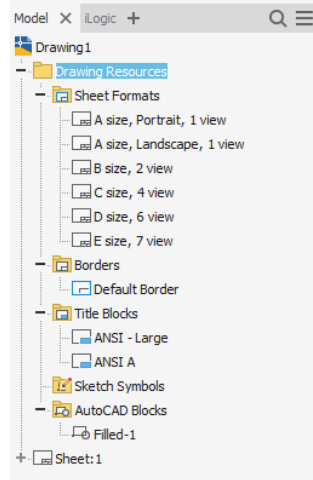 Model iLogic
Drawing1
Drawing Resources
Sheet Formats
A size, Portrait, 1 view
A size, Landscape, 1 view
B size, 2 view
C size, 4 view
D size, 6 view
E size, 7 view
Borders
Default Border
Title Blocks
ANSI - Large
ANSI A
Sketch Symbols
AutoCAD Blocks
Filled-1
Sheet:1